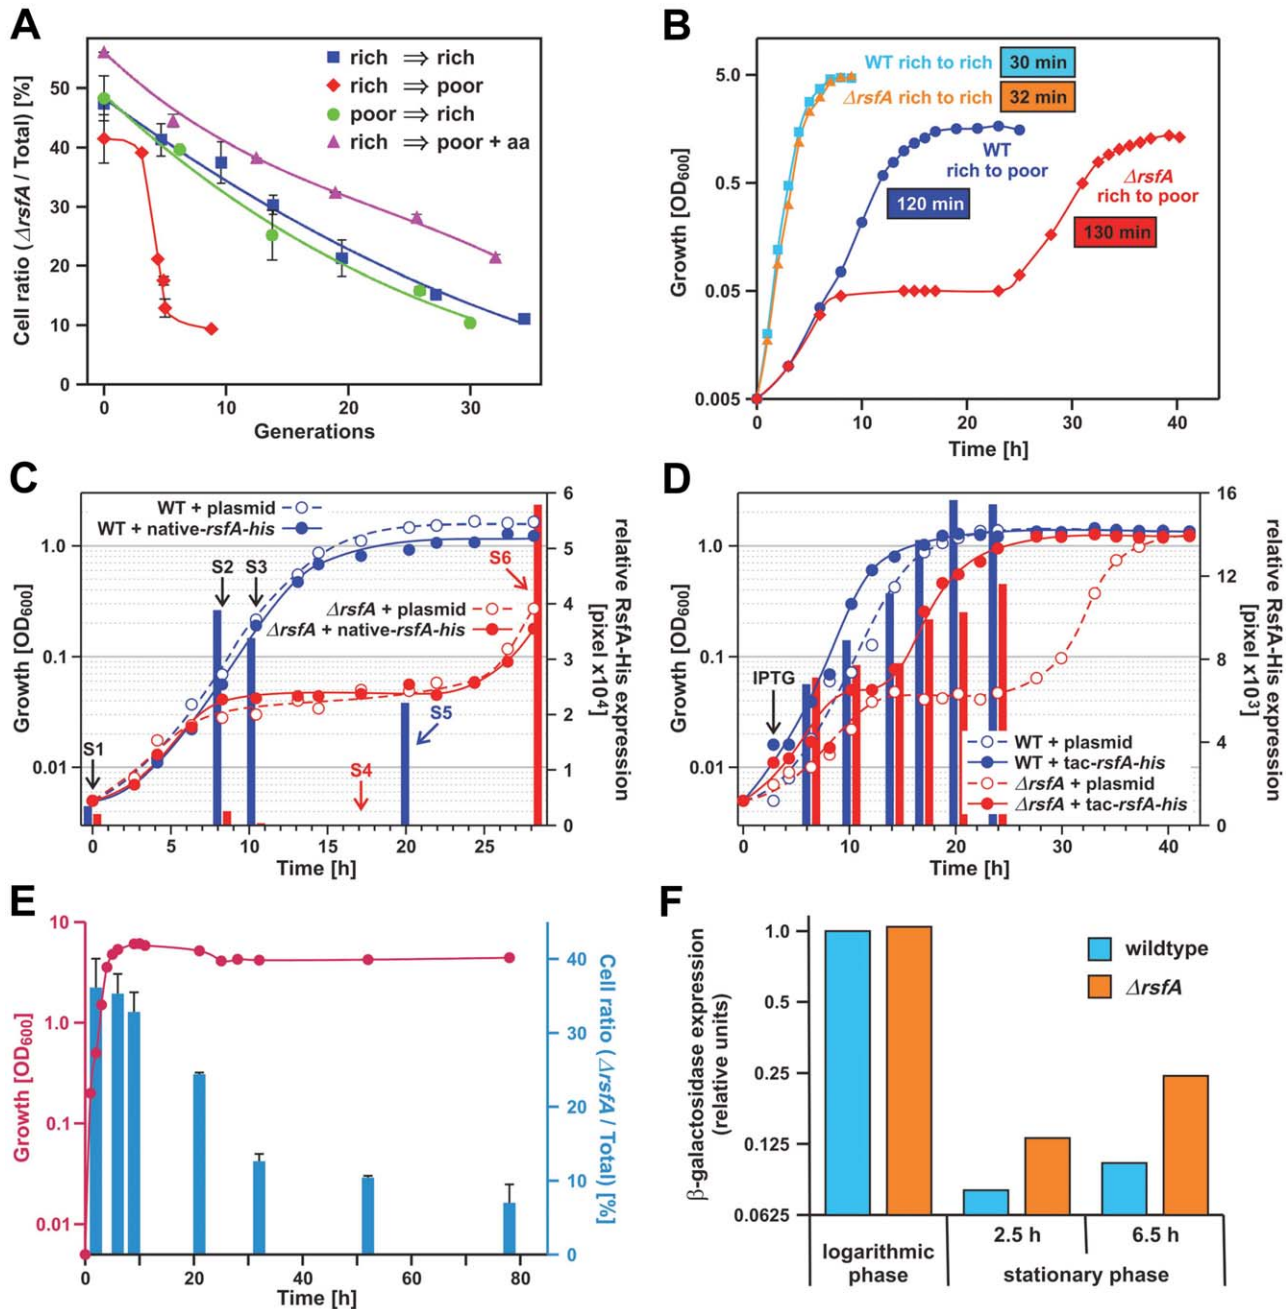 A
Cell ratio (ΔrsfA / Total) [%]
50
40
30
20
10
0
rich ⇒ rich
rich ⇒ poor
poor ⇒ rich
rich ⇒ poor + aa
0 10 20 30
Generations
B
Growth [OD600]
5.0
0.5
0.05
0.005
WT rich to rich 30 min
ΔrsfA rich to rich 32 min
WT
rich to poor
120 min
ΔrsfA
rich to poor
130 min
0 10 20 30 40
Time [h]
C
Growth [OD600]
1.0
0.1
0.01
WT + plasmid
WT + native-rsfA-his
S2 S3
S6
ΔrsfA + plasmid
ΔrsfA + native-rsfA-his
S1
S5
S4
6
5
4
3
2
1
0
relative RsfA-His expression
[pixel x10⁴]
0 5 10 15 20 25
Time [h]
D
Growth [OD600]
1.0
0.1
0.01
IPTG
WT + plasmid
WT + tac-rsfA-his
ΔrsfA + plasmid
ΔrsfA + tac-rsfA-his
16
12
8
4
0
relative RsfA-His expression
[pixel x10³]
0 10 20 30 40
Time [h]
E
Growth [OD600]
10
1.0
0.1
0.01
40
30
20
10
0
Cell ratio (ΔrsfA / Total) [%]
0 20 40 60 80
Time [h]
F
β-galactosidase expression
(relative units)
1.0
0.5
0.25
0.125
0.0625
wildtype
ΔrsfA
2.5 h 6.5 h
logarithmic
phase
stationary phase